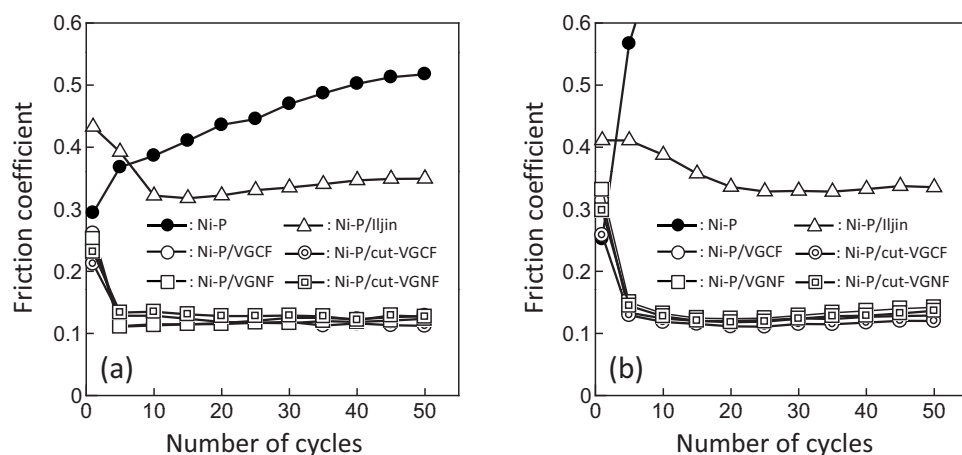 0.6
0.5
0.4
0.3
0.2
0.1
0
Friction coefficient
: Ni-P
: Ni-P/Iljin
: Ni-P/VGCF
: Ni-P/cut-VGCF
: Ni-P/VGNF
: Ni-P/cut-VGNF
(a)
0 10 20 30 40 50
Number of cycles
0.6
0.5
0.4
0.3
0.2
0.1
0
Friction coefficient
: Ni-P
: Ni-P/Iljin
: Ni-P/VGCF
: Ni-P/cut-VGCF
: Ni-P/VGNF
: Ni-P/cut-VGNF
(b)
0 10 20 30 40 50
Number of cycles